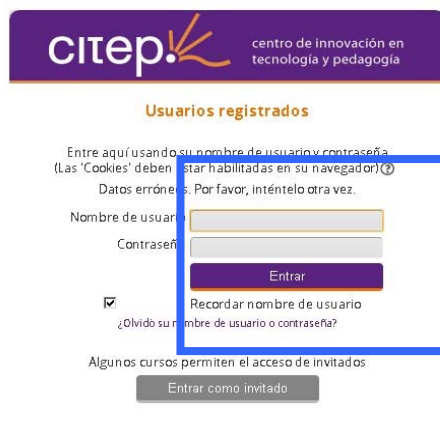 citep.
centro de innovación en
tecnología y pedagogía
Usuarios registrados
Entre aquí usando su nombre de usuario y contraseña
(Las 'Cookies' deben estar habilitadas en su navegador) ?
Datos erróneos. Por favor, inténtelo otra vez.
Nombre de usuario
Contraseña
Entrar
Recordar nombre de usuario
¿Olvidó su nombre de usuario o contraseña?
Algunos cursos permiten el acceso de invitados
Entrar como invitado